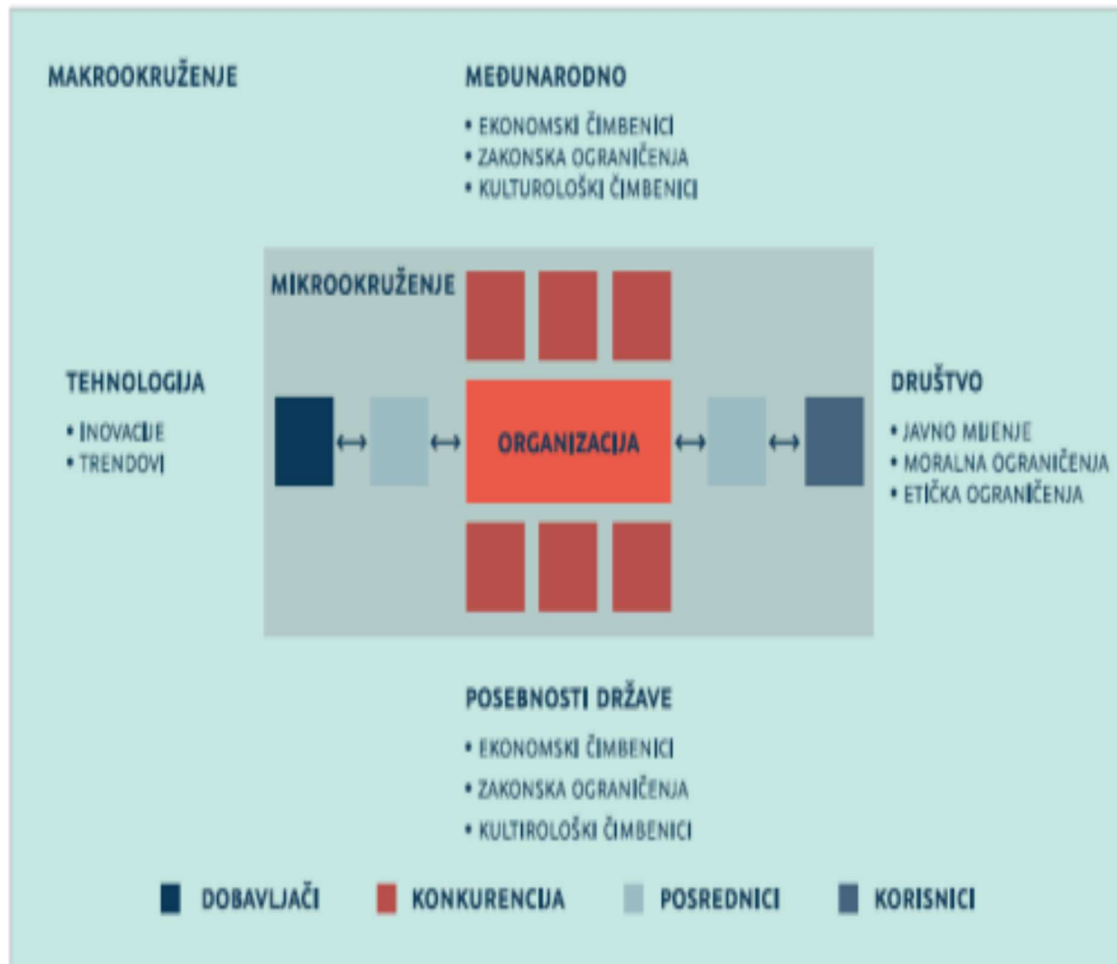 MAKROOKRUŽENJE
MEĐUNARODNO
• EKONOMSKI ČIMBENICI
• ZAKONSKA OGRANIČENJA
• KULTUROLOŠKI ČIMBENICI
MIKROOKRUŽENJE
TEHNOLOGIJA
• INOVACIJE
• TRENDOVI
ORGANIZACIJA
DRUŠTVO
• JAVNO MIJENJE
• MORALNA OGRANIČENJA
• ETIČKA OGRANIČENJA
POSEBNOSTI DRŽAVE
• EKONOMSKI ČIMBENICI
• ZAKONSKA OGRANIČENJA
• KULTIROLOŠKI ČIMBENICI
DOBAVLJAČI KONKURENCIJA POSREDNICI KORISNICI